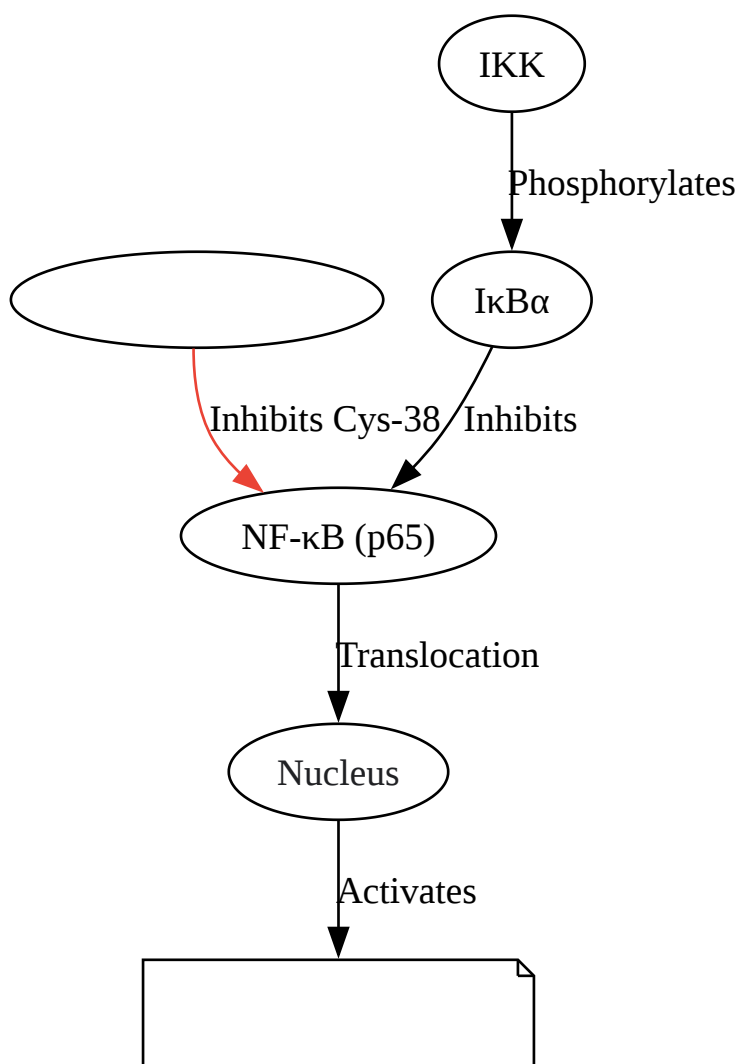 IKK
Phosphorylates
IκBα
Inhibits Cys-38
Inhibits
NF-κB (p65)
Translocation
Nucleus
Activates